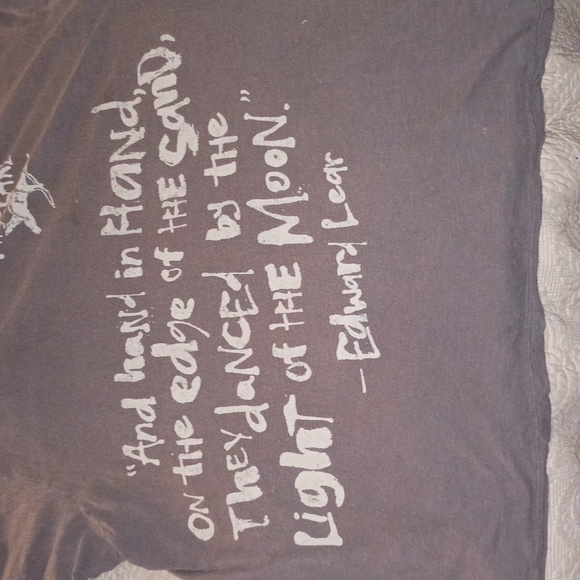 "And hand in HAND,
ON tHE edge of tHE SanD,
THEY daNCED by tHE
Light of tHE MooN."
- Edward Lear